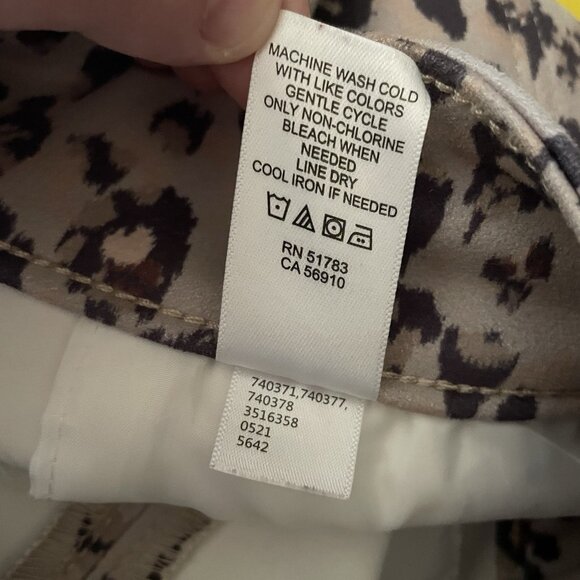 MACHINE WASH COLD
WITH LIKE COLORS
GENTLE CYCLE
ONLY NON-CHLORINE
BLEACH WHEN
NEEDED
LINE DRY
COOL IRON IF NEEDED
RN 51783
CA 56910
740371,740377,
740378
3516358
0521
5642